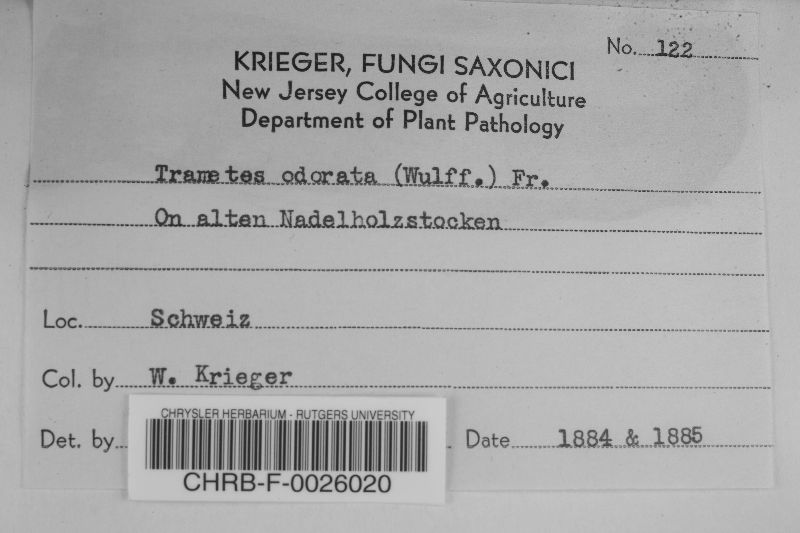 No. 122
KRIEGER, FUNGI SAXONICI
New Jersey College of Agriculture
Department of Plant Pathology
Trametes odorata (Wulff.) Fr.
On alten Nadelholzstocken
Loc. Schweiz
Col. by W. Krieger
Det. by Date 1884 & 1885
CHRYSLER HERBARIUM - RUTGERS UNIVERSITY
CHRB-F-0026020